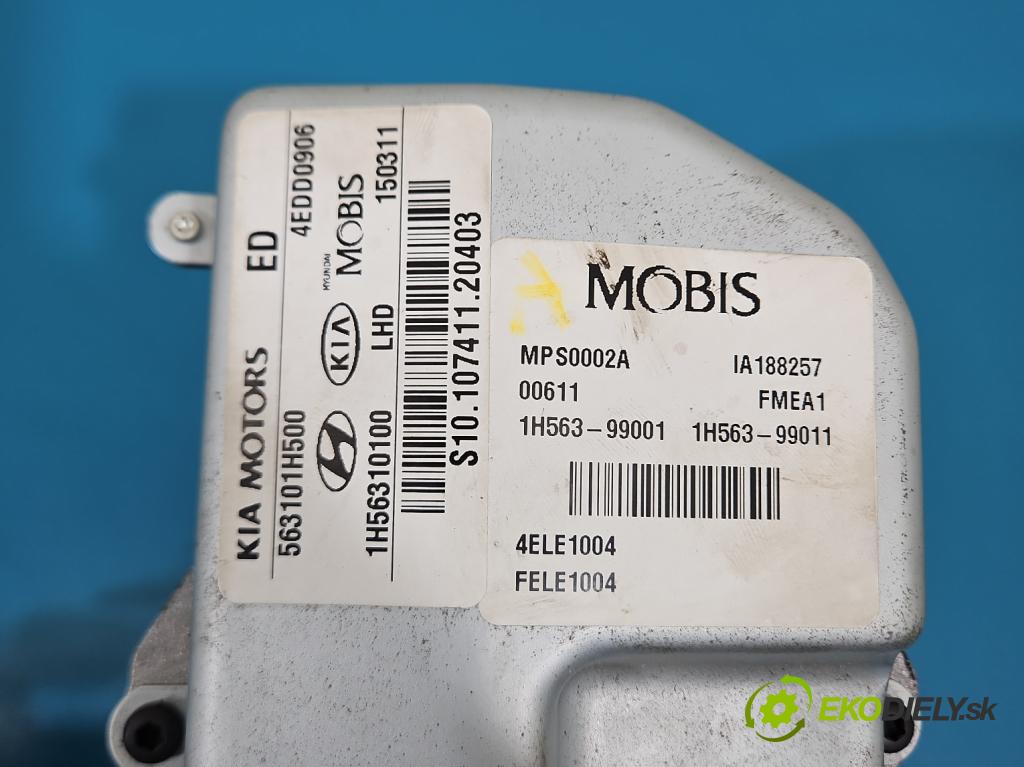 KIA MOTORS ED
563101H500 4EDD0906
KIA HYUNDAI MOBIS
1H56310100 LHD 150311
S10.107411.20403
A
MOBIS
MPS0002A IA188257
00611 FMEA1
1H563-99001 1H563-99011
4ELE1004
FELE1004
EKODIELY.sk